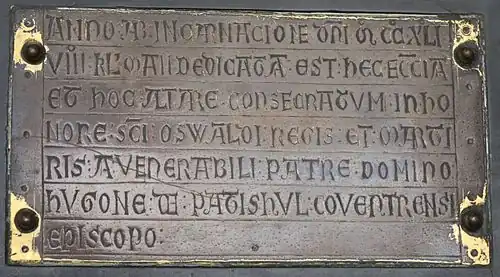 ANNO : AB : INCARNACIONE : DNI : M : CC : XLI
VIII : KL : MAII : DEDICATA : EST : HEC : ECCLIA
ET : HOC : ALTARE : CONSECRATUM : IN : HO
NORE : SCI : OSWALDI : REGIS : ET : MARTI
RIS : A : VENERABILI : PATRE : DOMINO
HUGONE : DE : PATISHUL : COVENTRENSI
EPISCOPO :